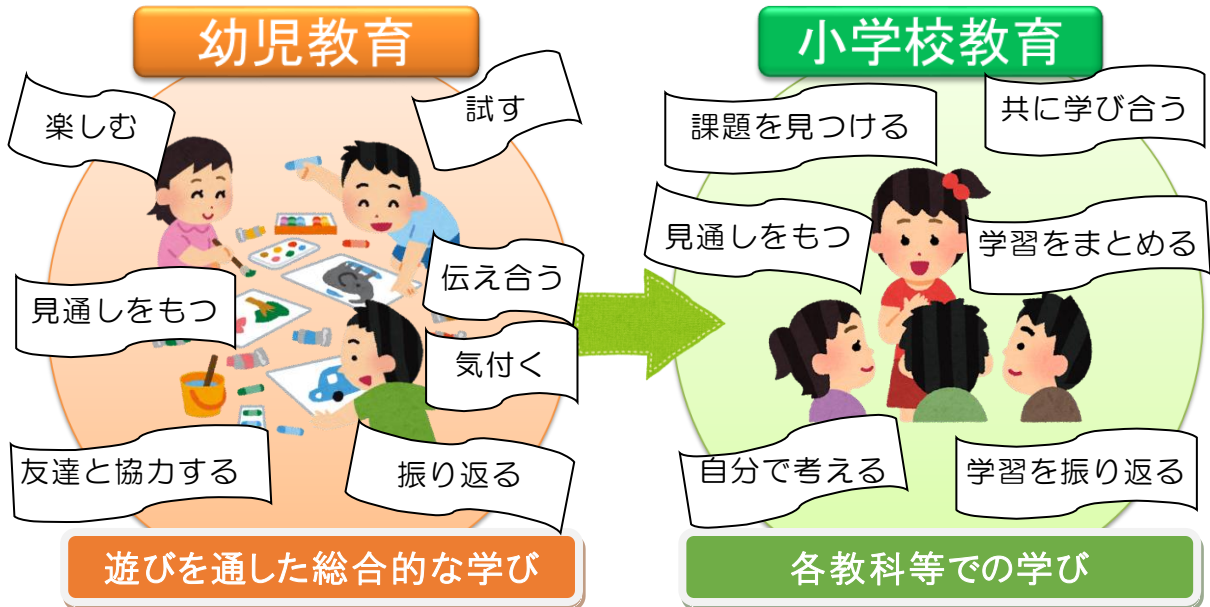 幼児教育
楽しむ
試す
見通しをもつ
伝え合う
気付く
友達と協力する
振り返る
遊びを通した総合的な学び
小学校教育
課題を見つける
共に学び合う
見通しをもつ
学習をまとめる
自分で考える
学習を振り返る
各教科等での学び